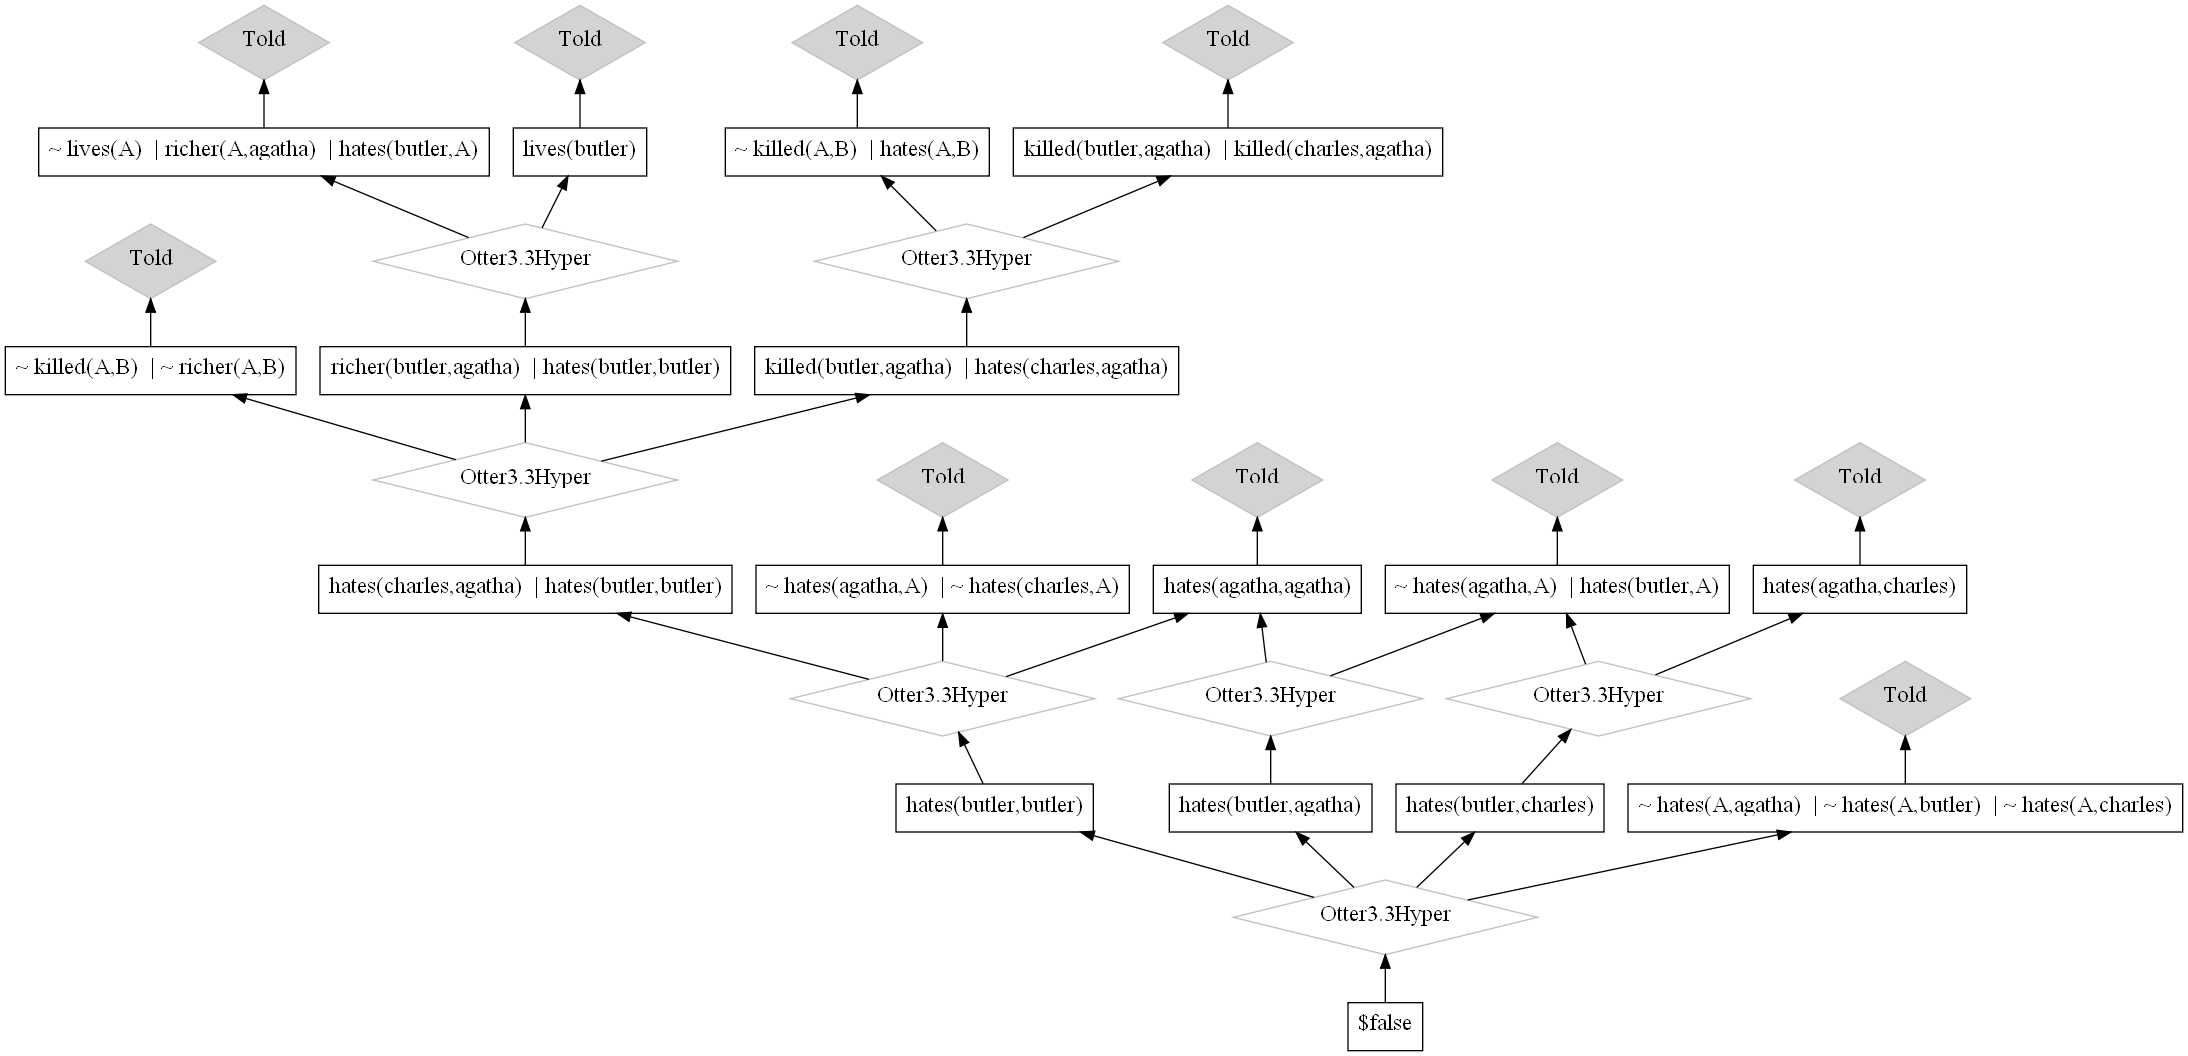 Told
Told
Told
Told
~ lives(A) | richer(A,agatha) | hates(butler,A)
lives(butler)
~ killed(A,B) | hates(A,B)
killed(butler,agatha) | killed(charles,agatha)
Told
Otter3.3Hyper
Otter3.3Hyper
~ killed(A,B) | ~ richer(A,B)
richer(butler,agatha) | hates(butler,butler)
killed(butler,agatha) | hates(charles,agatha)
Otter3.3Hyper
Told
Told
Told
Told
hates(charles,agatha) | hates(butler,butler)
~ hates(agatha,A) | ~ hates(charles,A)
hates(agatha,agatha)
~ hates(agatha,A) | hates(butler,A)
hates(agatha,charles)
Otter3.3Hyper
Otter3.3Hyper
Otter3.3Hyper
Told
hates(butler,butler)
hates(butler,agatha)
hates(butler,charles)
~ hates(A,agatha) | ~ hates(A,butler) | ~ hates(A,charles)
Otter3.3Hyper
$false